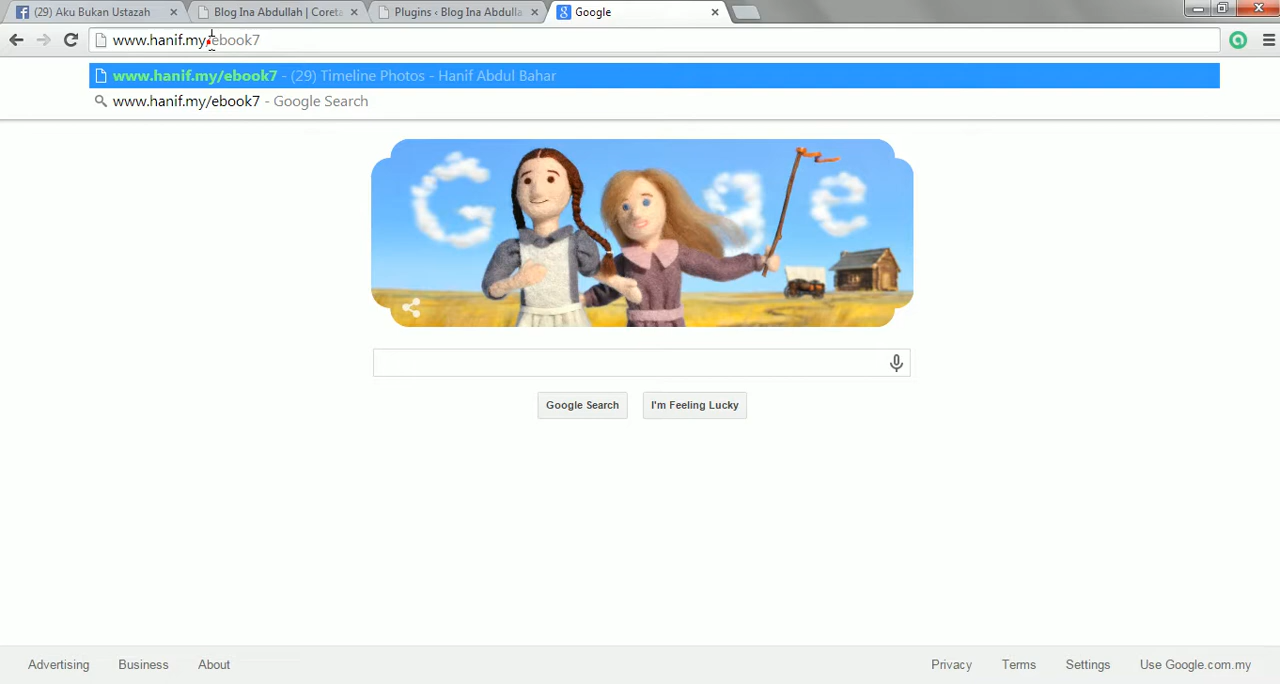 (29) Aku Bukan Ustazah
Blog Ina Abdullah | Coreta
Plugins ‹ Blog Ina Abdulla
Google
www.hanif.my/ebook7
www.hanif.my/ebook7 - (29) Timeline Photos - Hanif Abdul Bahar
www.hanif.my/ebook7 - Google Search
G g e
Google Search
I'm Feeling Lucky
Advertising
Business
About
Privacy
Terms
Settings
Use Google.com.my